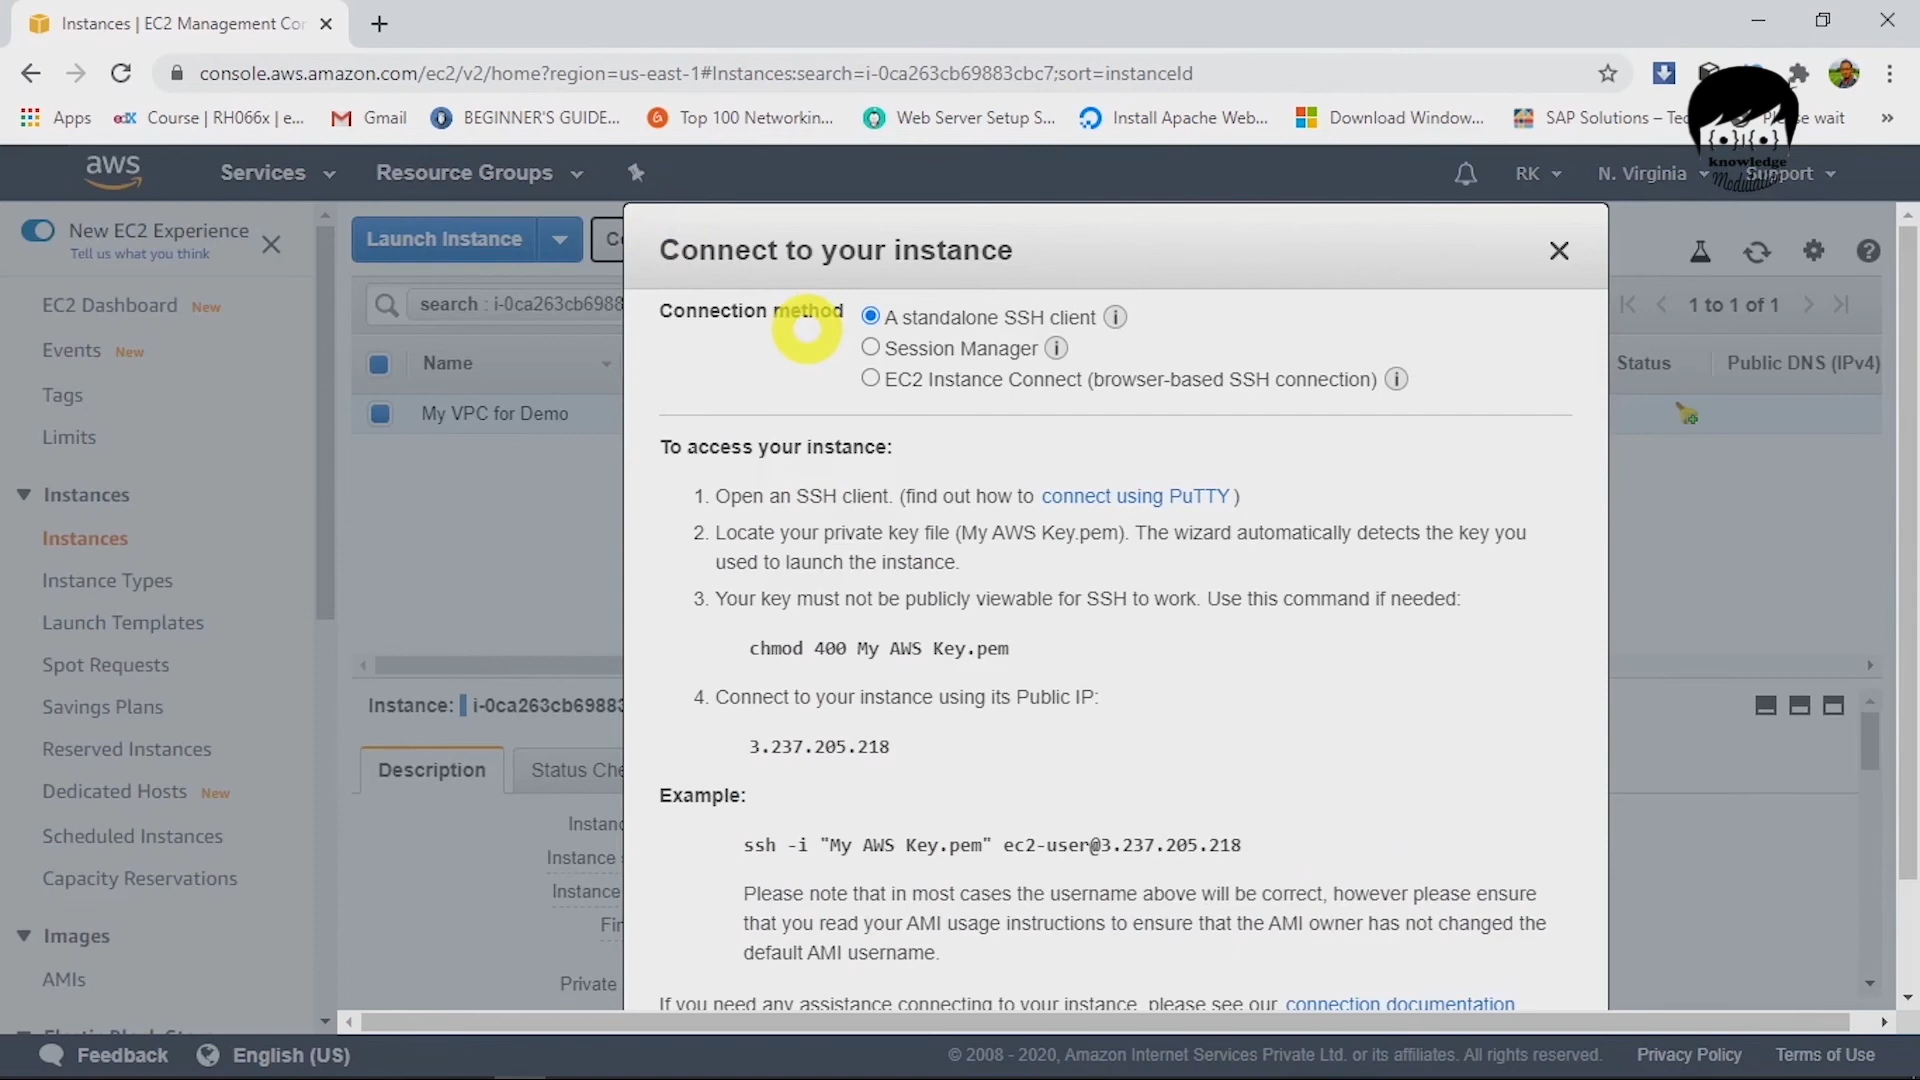 Instances | EC2 Management Con
console.aws.amazon.com/ec2/v2/home?region=us-east-1#Instances:search=i-0ca263cb69883cbc7;sort=instanceId
Apps
edX Course | RH066x | e...
Gmail
BEGINNER'S GUIDE...
Top 100 Networkin...
Web Server Setup S...
Install Apache Web...
Download Window...
SAP Solutions – Tec
Please wait
»
knowledge
Modulation
aws
Services
Resource Groups
RK
N. Virginia
Support
New EC2 Experience
Tell us what you think
EC2 Dashboard New
Events New
Tags
Limits
Instances
Instances
Instance Types
Launch Templates
Spot Requests
Savings Plans
Reserved Instances
Dedicated Hosts New
Scheduled Instances
Capacity Reservations
Images
AMIs
Launch Instance
search : i-0ca263cb6988
1 to 1 of 1
Name
Status
Public DNS (IPv4)
My VPC for Demo
Instance: i-0ca263cb69883
Description
Status Che
Instanc
Instance
Instance
Fin
Private
Connect to your instance
Connection method
A standalone SSH client
Session Manager
EC2 Instance Connect (browser-based SSH connection)
To access your instance:
1. Open an SSH client. (find out how to connect using PuTTY )
2. Locate your private key file (My AWS Key.pem). The wizard automatically detects the key you
used to launch the instance.
3. Your key must not be publicly viewable for SSH to work. Use this command if needed:
chmod 400 My AWS Key.pem
4. Connect to your instance using its Public IP:
3.237.205.218
Example:
ssh -i "My AWS Key.pem" ec2-user@3.237.205.218
Please note that in most cases the username above will be correct, however please ensure
that you read your AMI usage instructions to ensure that the AMI owner has not changed the
default AMI username.
If you need any assistance connecting to your instance, please see our connection documentation
Feedback
English (US)
© 2008 - 2020, Amazon Internet Services Private Ltd. or its affiliates. All rights reserved.
Privacy Policy
Terms of Use